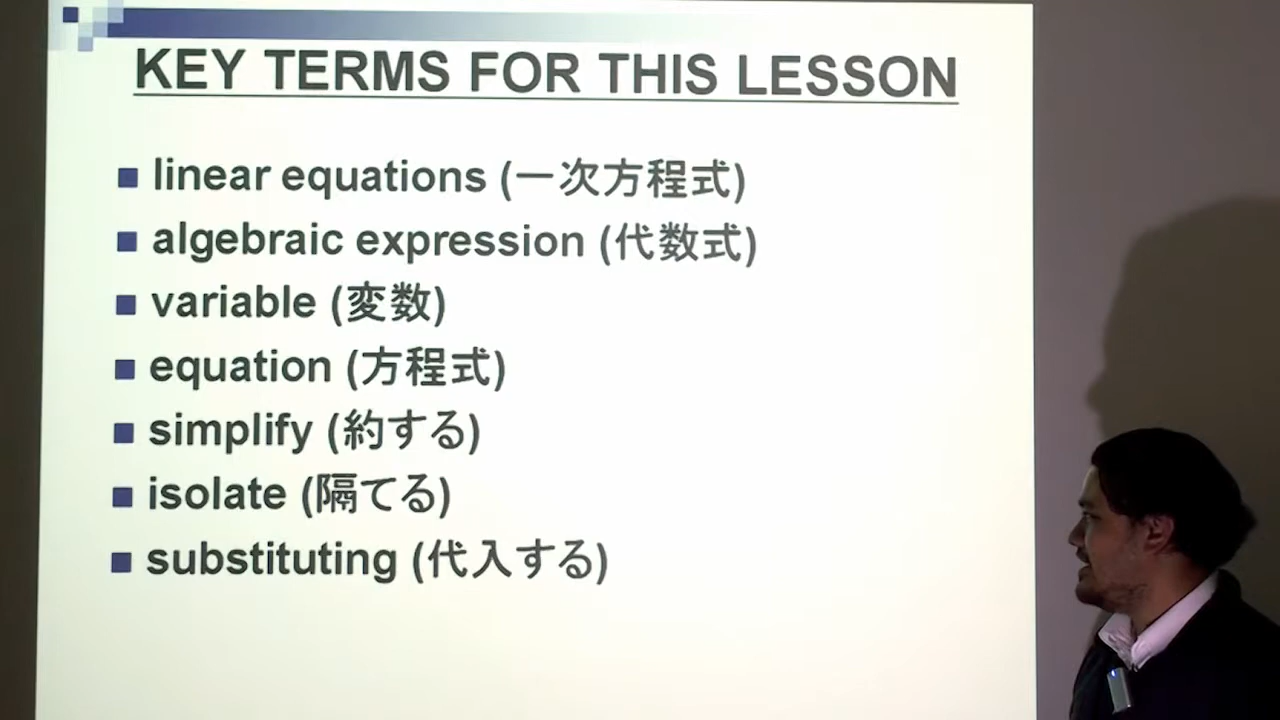 KEY TERMS FOR THIS LESSON
linear equations (一次方程式)
algebraic expression (代数式)
variable (変数)
equation (方程式)
simplify (約する)
isolate (隔てる)
substituting (代入する)